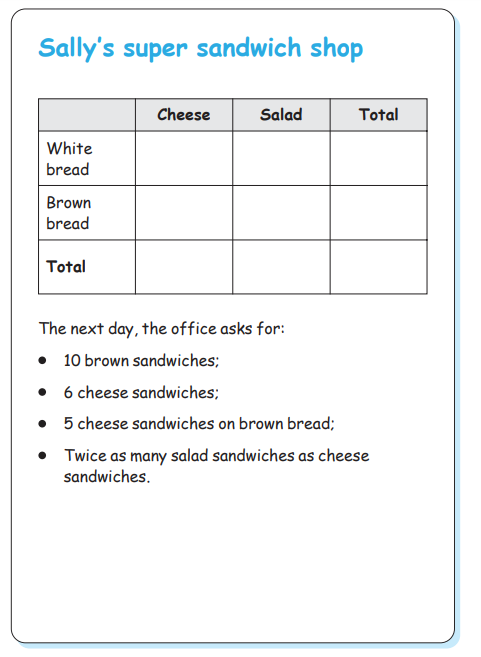 Sally's super sandwich shop
Cheese Salad Total
White
bread
Brown
bread
Total
The next day, the office asks for:
• 10 brown sandwiches;
• 6 cheese sandwiches;
• 5 cheese sandwiches on brown bread;
• Twice as many salad sandwiches as cheese
sandwiches.